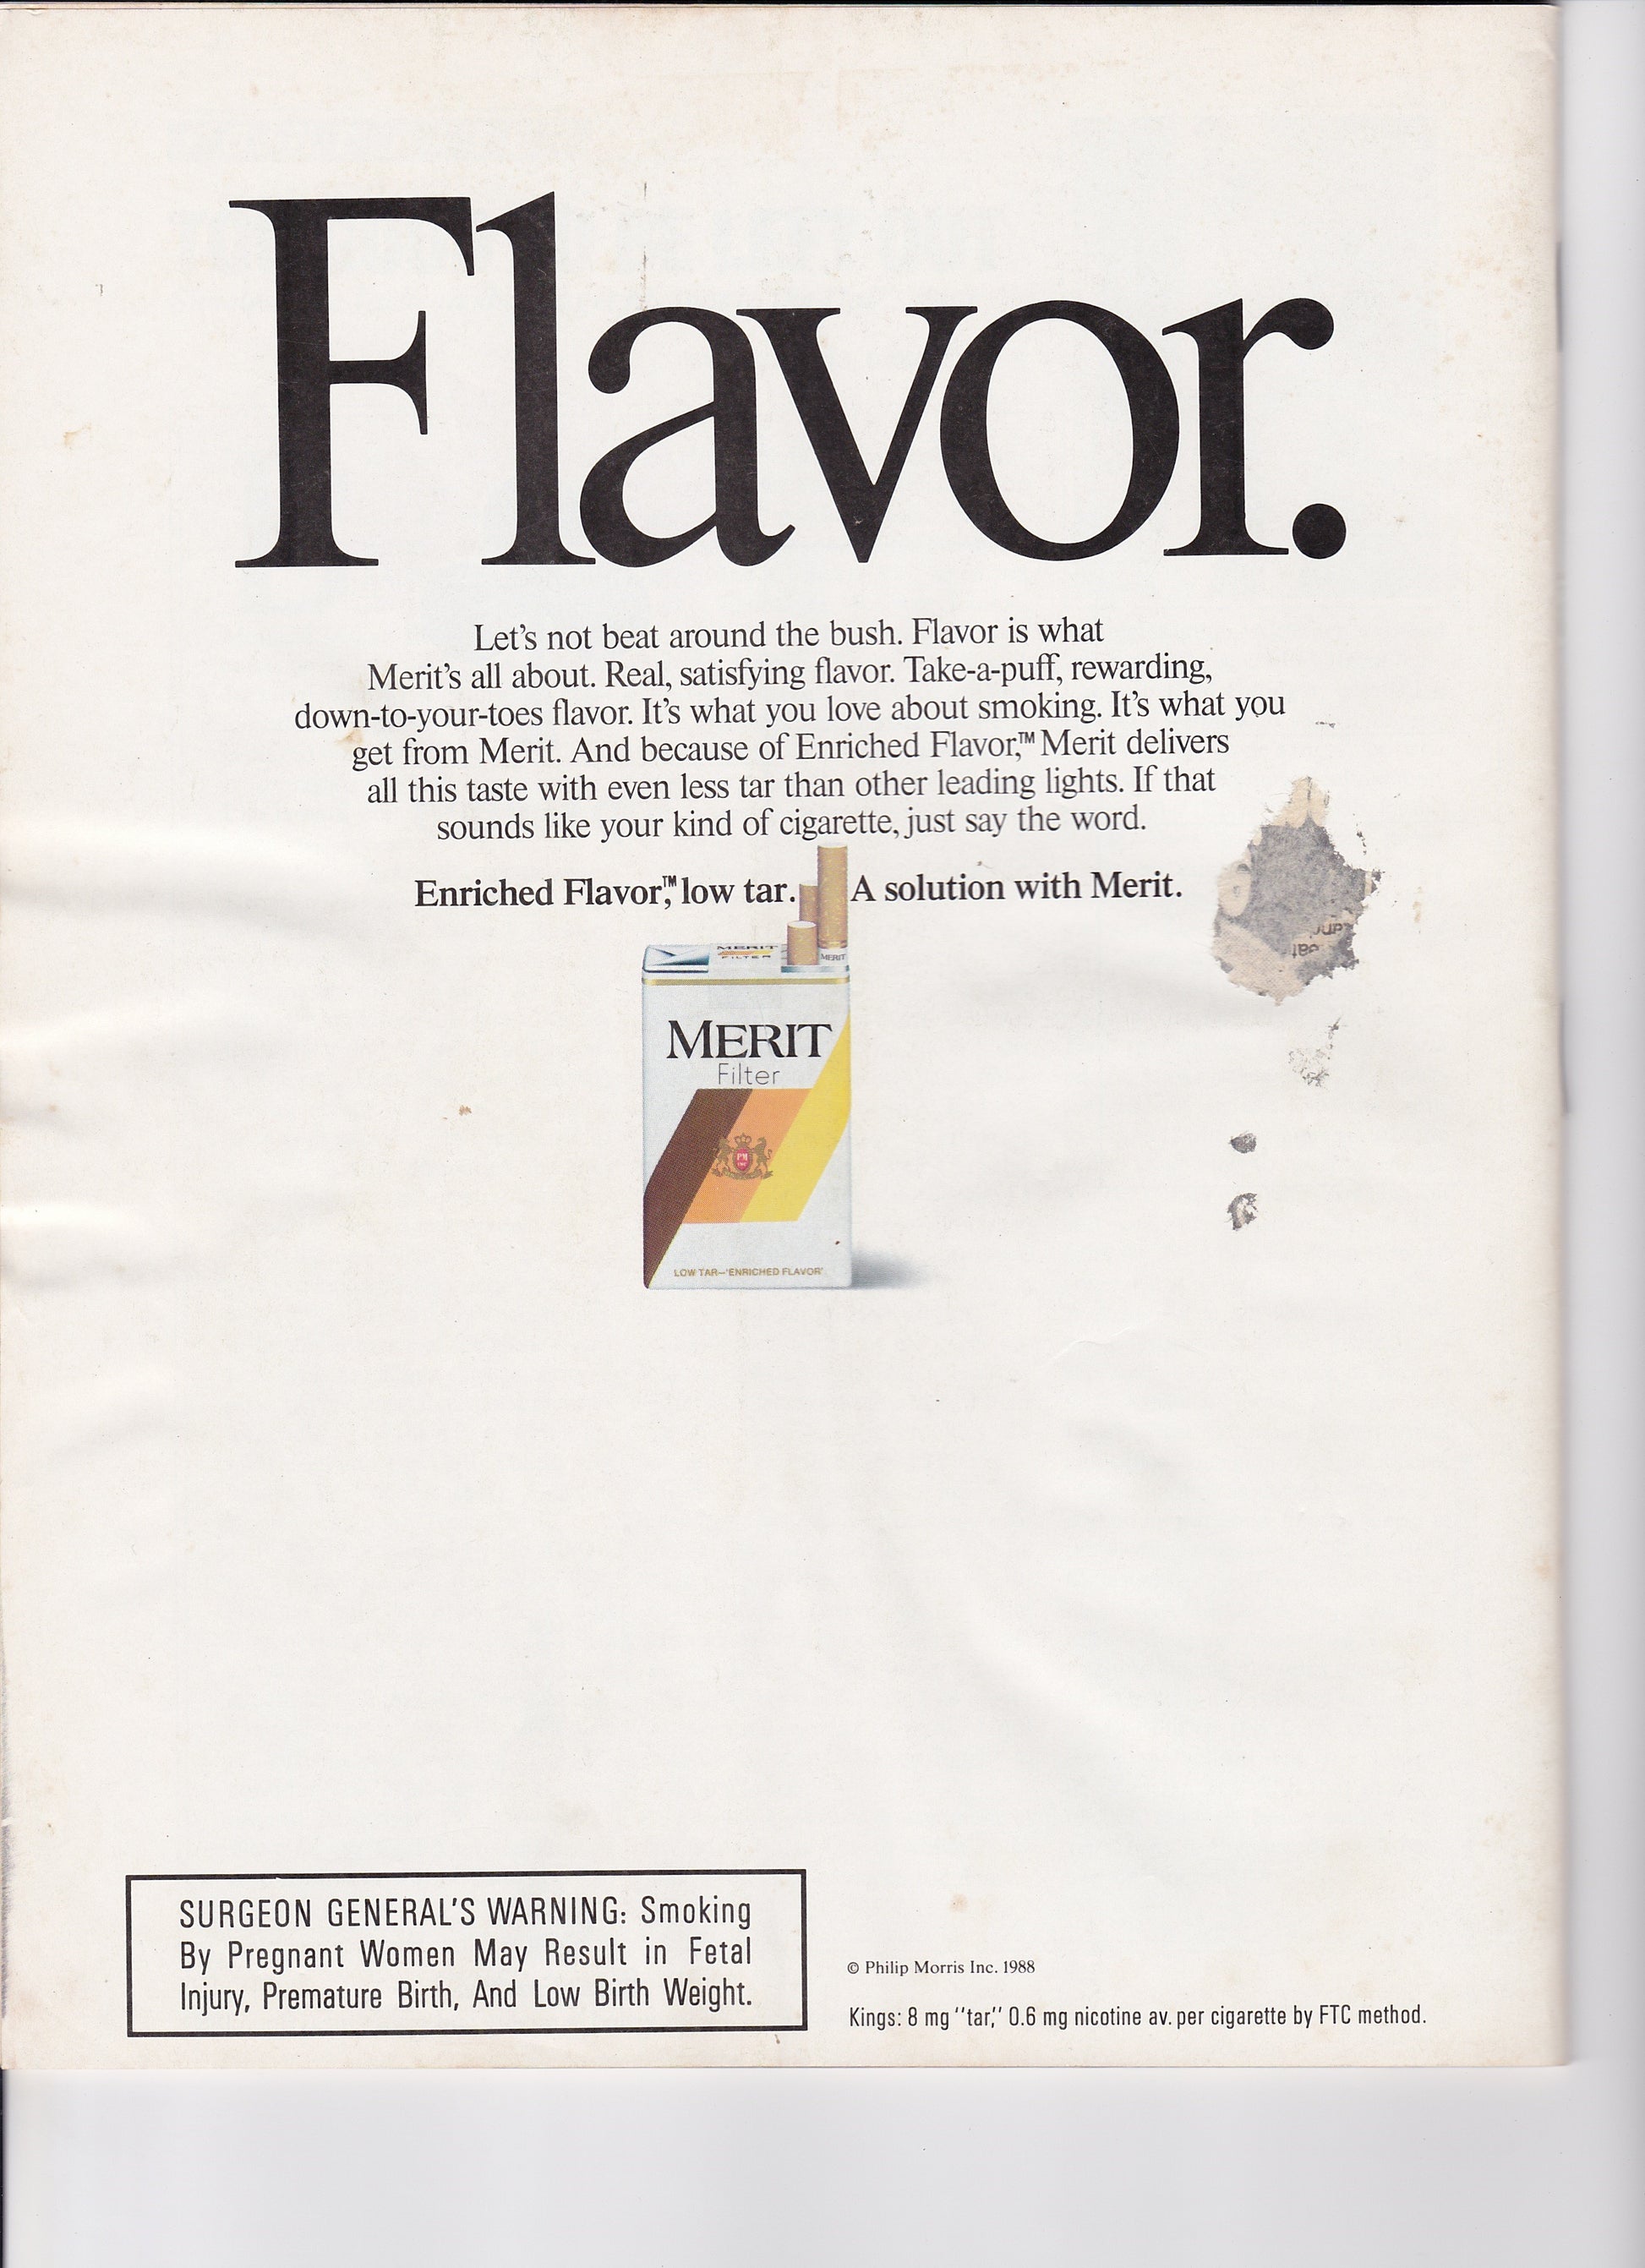 Flavor.
Let's not beat around the bush. Flavor is what
Merit's all about. Real, satisfying flavor. Take-a-puff, rewarding,
down-to-your-toes flavor. It's what you love about smoking. It's what you
get from Merit. And because of Enriched Flavor,™ Merit delivers
all this taste with even less tar than other leading lights. If that
sounds like your kind of cigarette, just say the word.
Enriched Flavor,™ low tar. A solution with Merit.
MERIT
FILTER
MERIT
MERIT
Filter
LOW TAR–'ENRICHED FLAVOR'
SURGEON GENERAL'S WARNING: Smoking
By Pregnant Women May Result in Fetal
Injury, Premature Birth, And Low Birth Weight.
© Philip Morris Inc. 1988
Kings: 8 mg "tar," 0.6 mg nicotine av. per cigarette by FTC method.